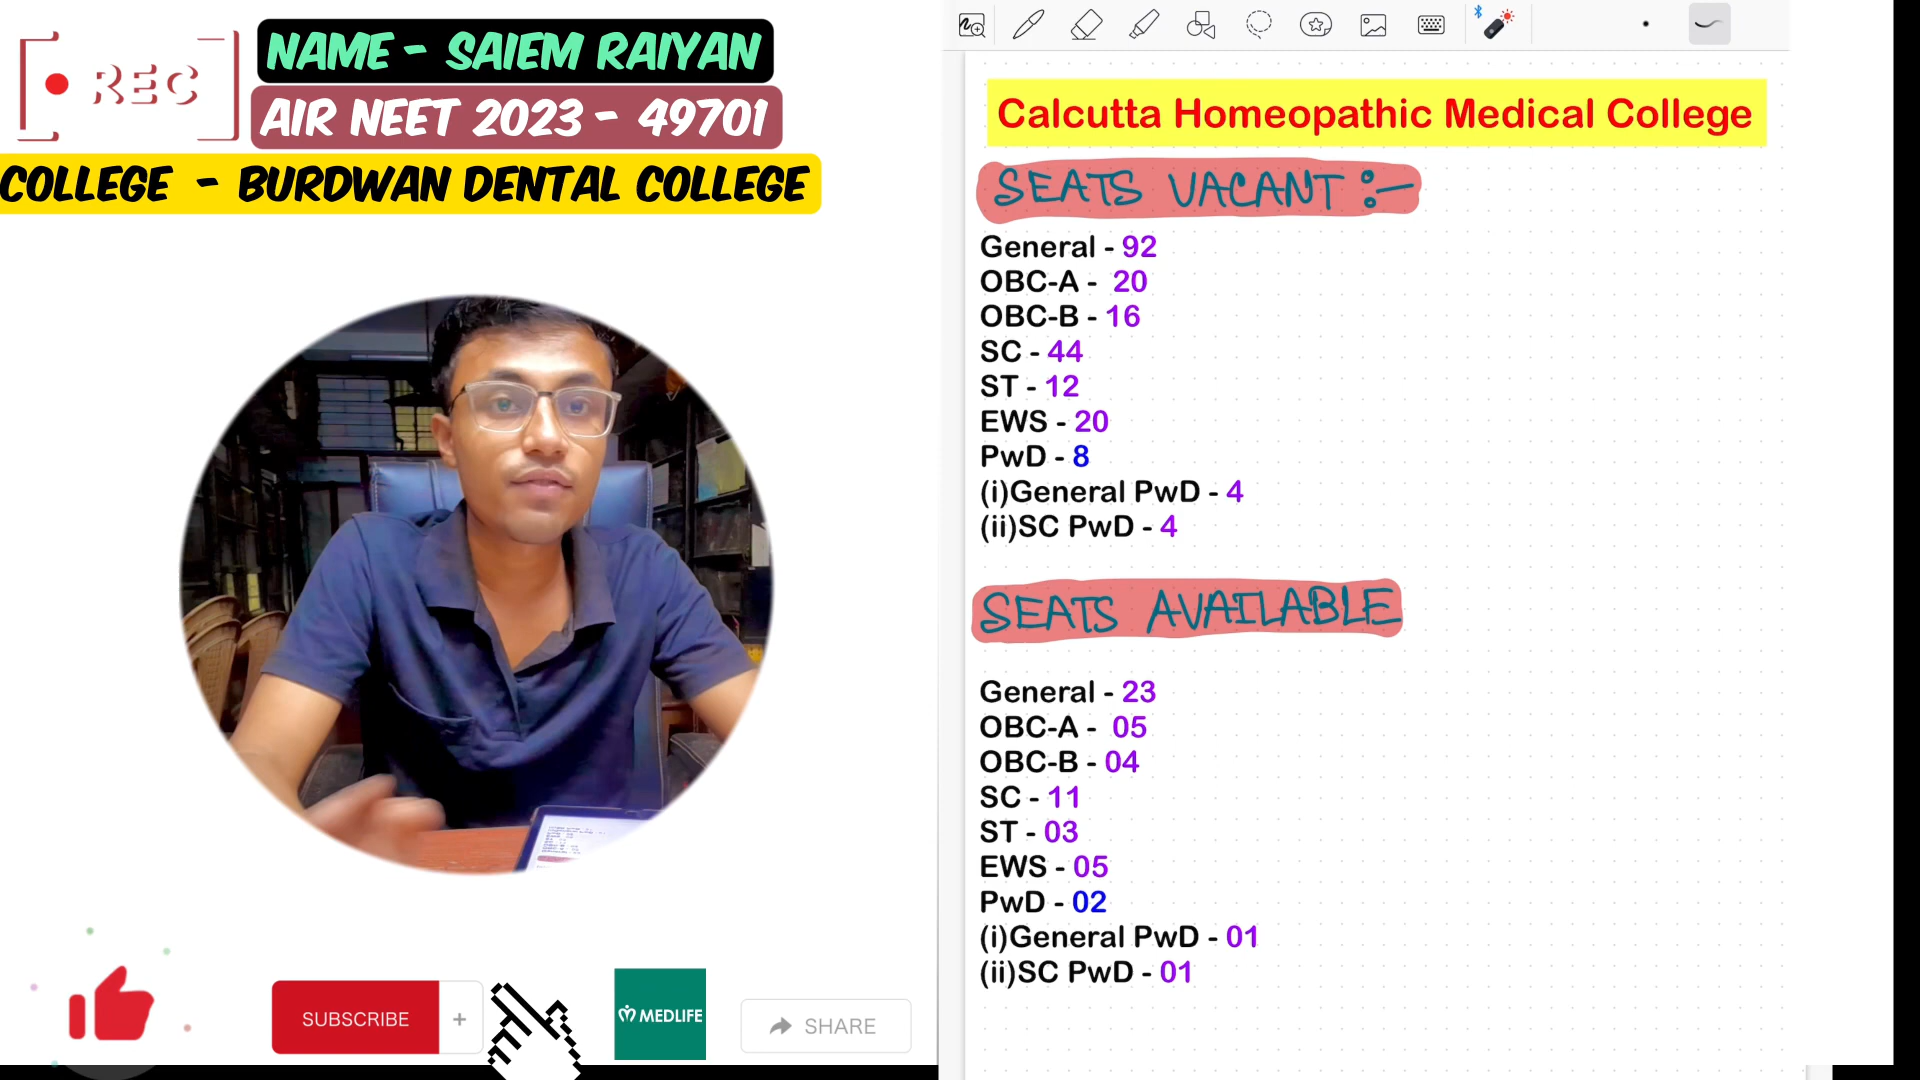 REC
NAME - SAIEM RAIYAN
AIR NEET 2023 - 49701
COLLEGE - BURDWAN DENTAL COLLEGE
SUBSCRIBE +
MEDLIFE
SHARE
Calcutta Homeopathic Medical College
SEATS VACANT :-
General - 92
OBC-A - 20
OBC-B - 16
SC - 44
ST - 12
EWS - 20
PwD - 8
(i)General PwD - 4
(ii)SC PwD - 4
SEATS AVAILABLE
General - 23
OBC-A - 05
OBC-B - 04
SC - 11
ST - 03
EWS - 05
PwD - 02
(i)General PwD - 01
(ii)SC PwD - 01